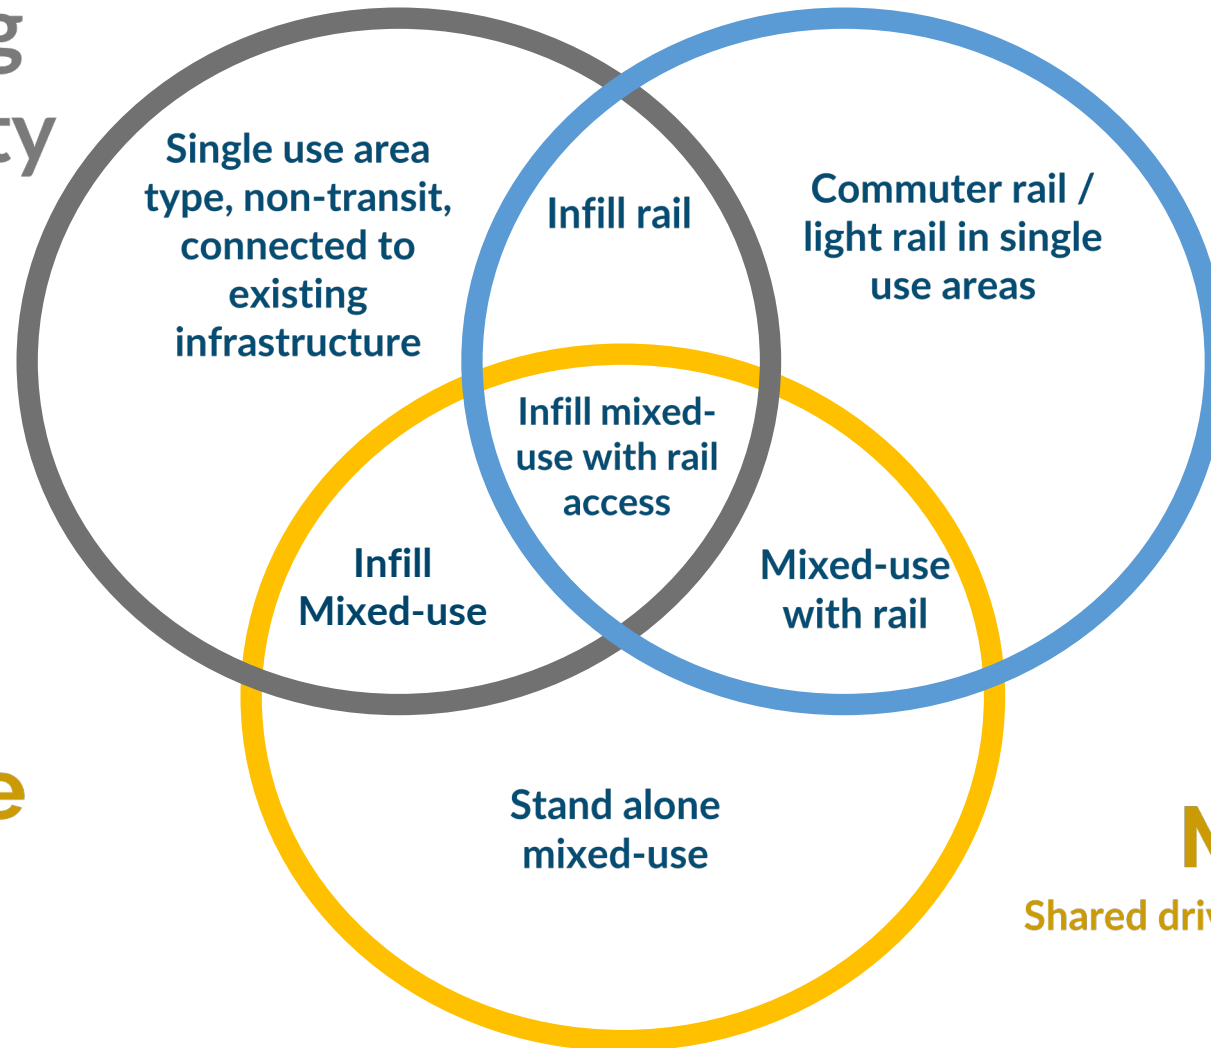 Single use area
type, non-transit,
connected to
existing
infrastructure
Infill rail
Commuter rail /
light rail in single
use areas
Infill mixed-
use with rail
access
Infill
Mixed-use
Mixed-use
with rail
Stand alone
mixed-use
Shared